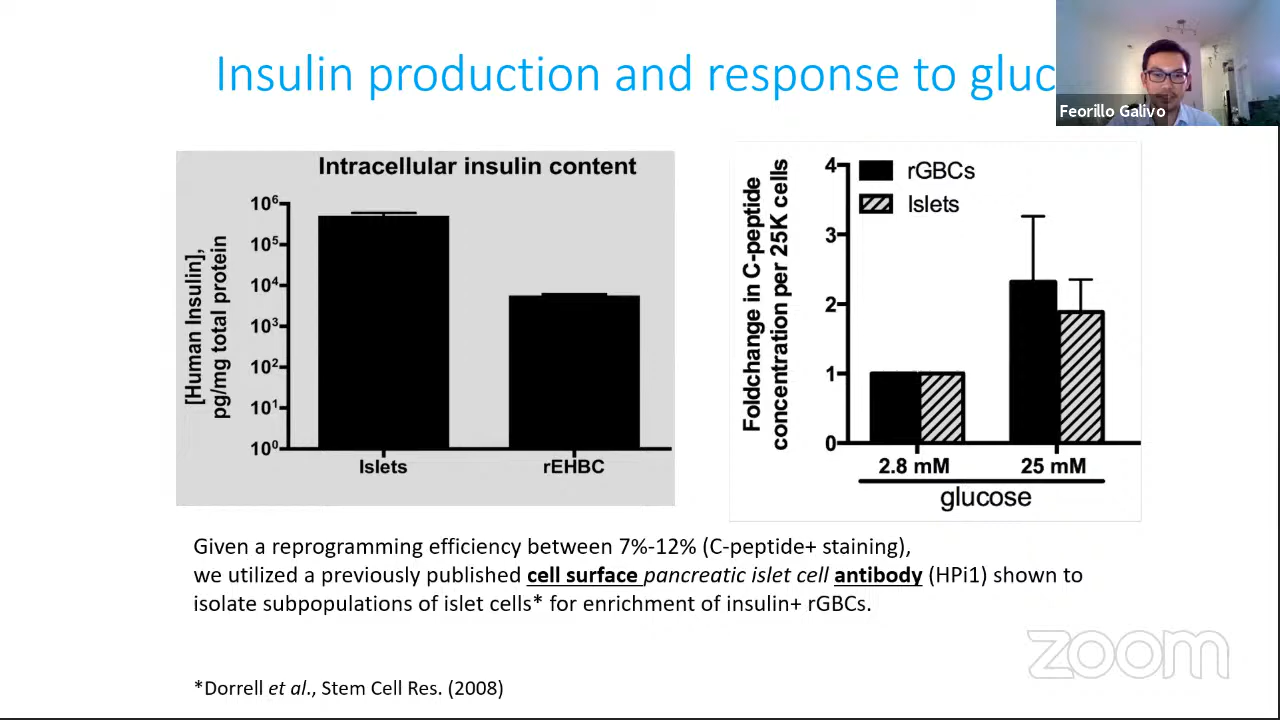 Insulin production and response to gluc
Feorillo Galivo
Intracellular insulin content
[Human Insulin],
pg/mg total protein
10⁶
10⁵
10⁴
10³
10²
10¹
10⁰
Islets
rEHBC
Foldchange in C-peptide
concentration per 25K cells
4
3
2
1
0
rGBCs
Islets
2.8 mM
25 mM
glucose
Given a reprogramming efficiency between 7%-12% (C-peptide+ staining),
we utilized a previously published cell surface pancreatic islet cell antibody (HPi1) shown to
isolate subpopulations of islet cells* for enrichment of insulin+ rGBCs.
zoom
*Dorrell et al., Stem Cell Res. (2008)